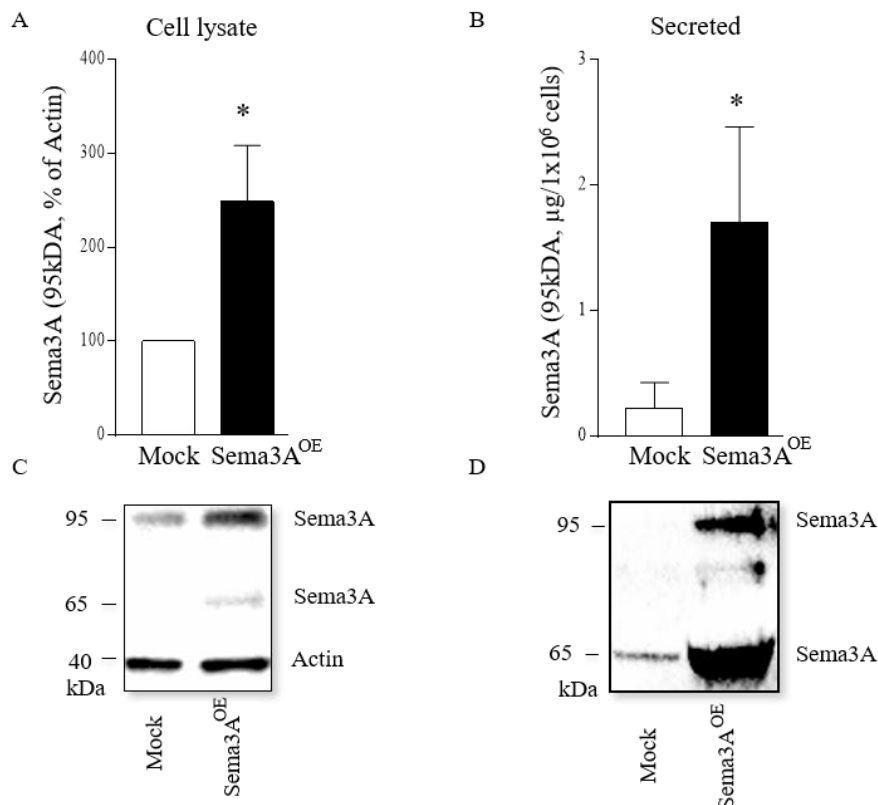 A
Cell lysate
Sema3A (95kDA, % of Actin)
400
300
200
100
0
*
Mock Sema3A^OE
B
Secreted
Sema3A (95kDA, µg/1x10⁶ cells)
3
2
1
0
*
Mock Sema3A^OE
C
95
65
40
kDa
Sema3A
Sema3A
Actin
Mock
Sema3A^OE
D
95
65
kDa
Sema3A
Sema3A
Mock
Sema3A^OE